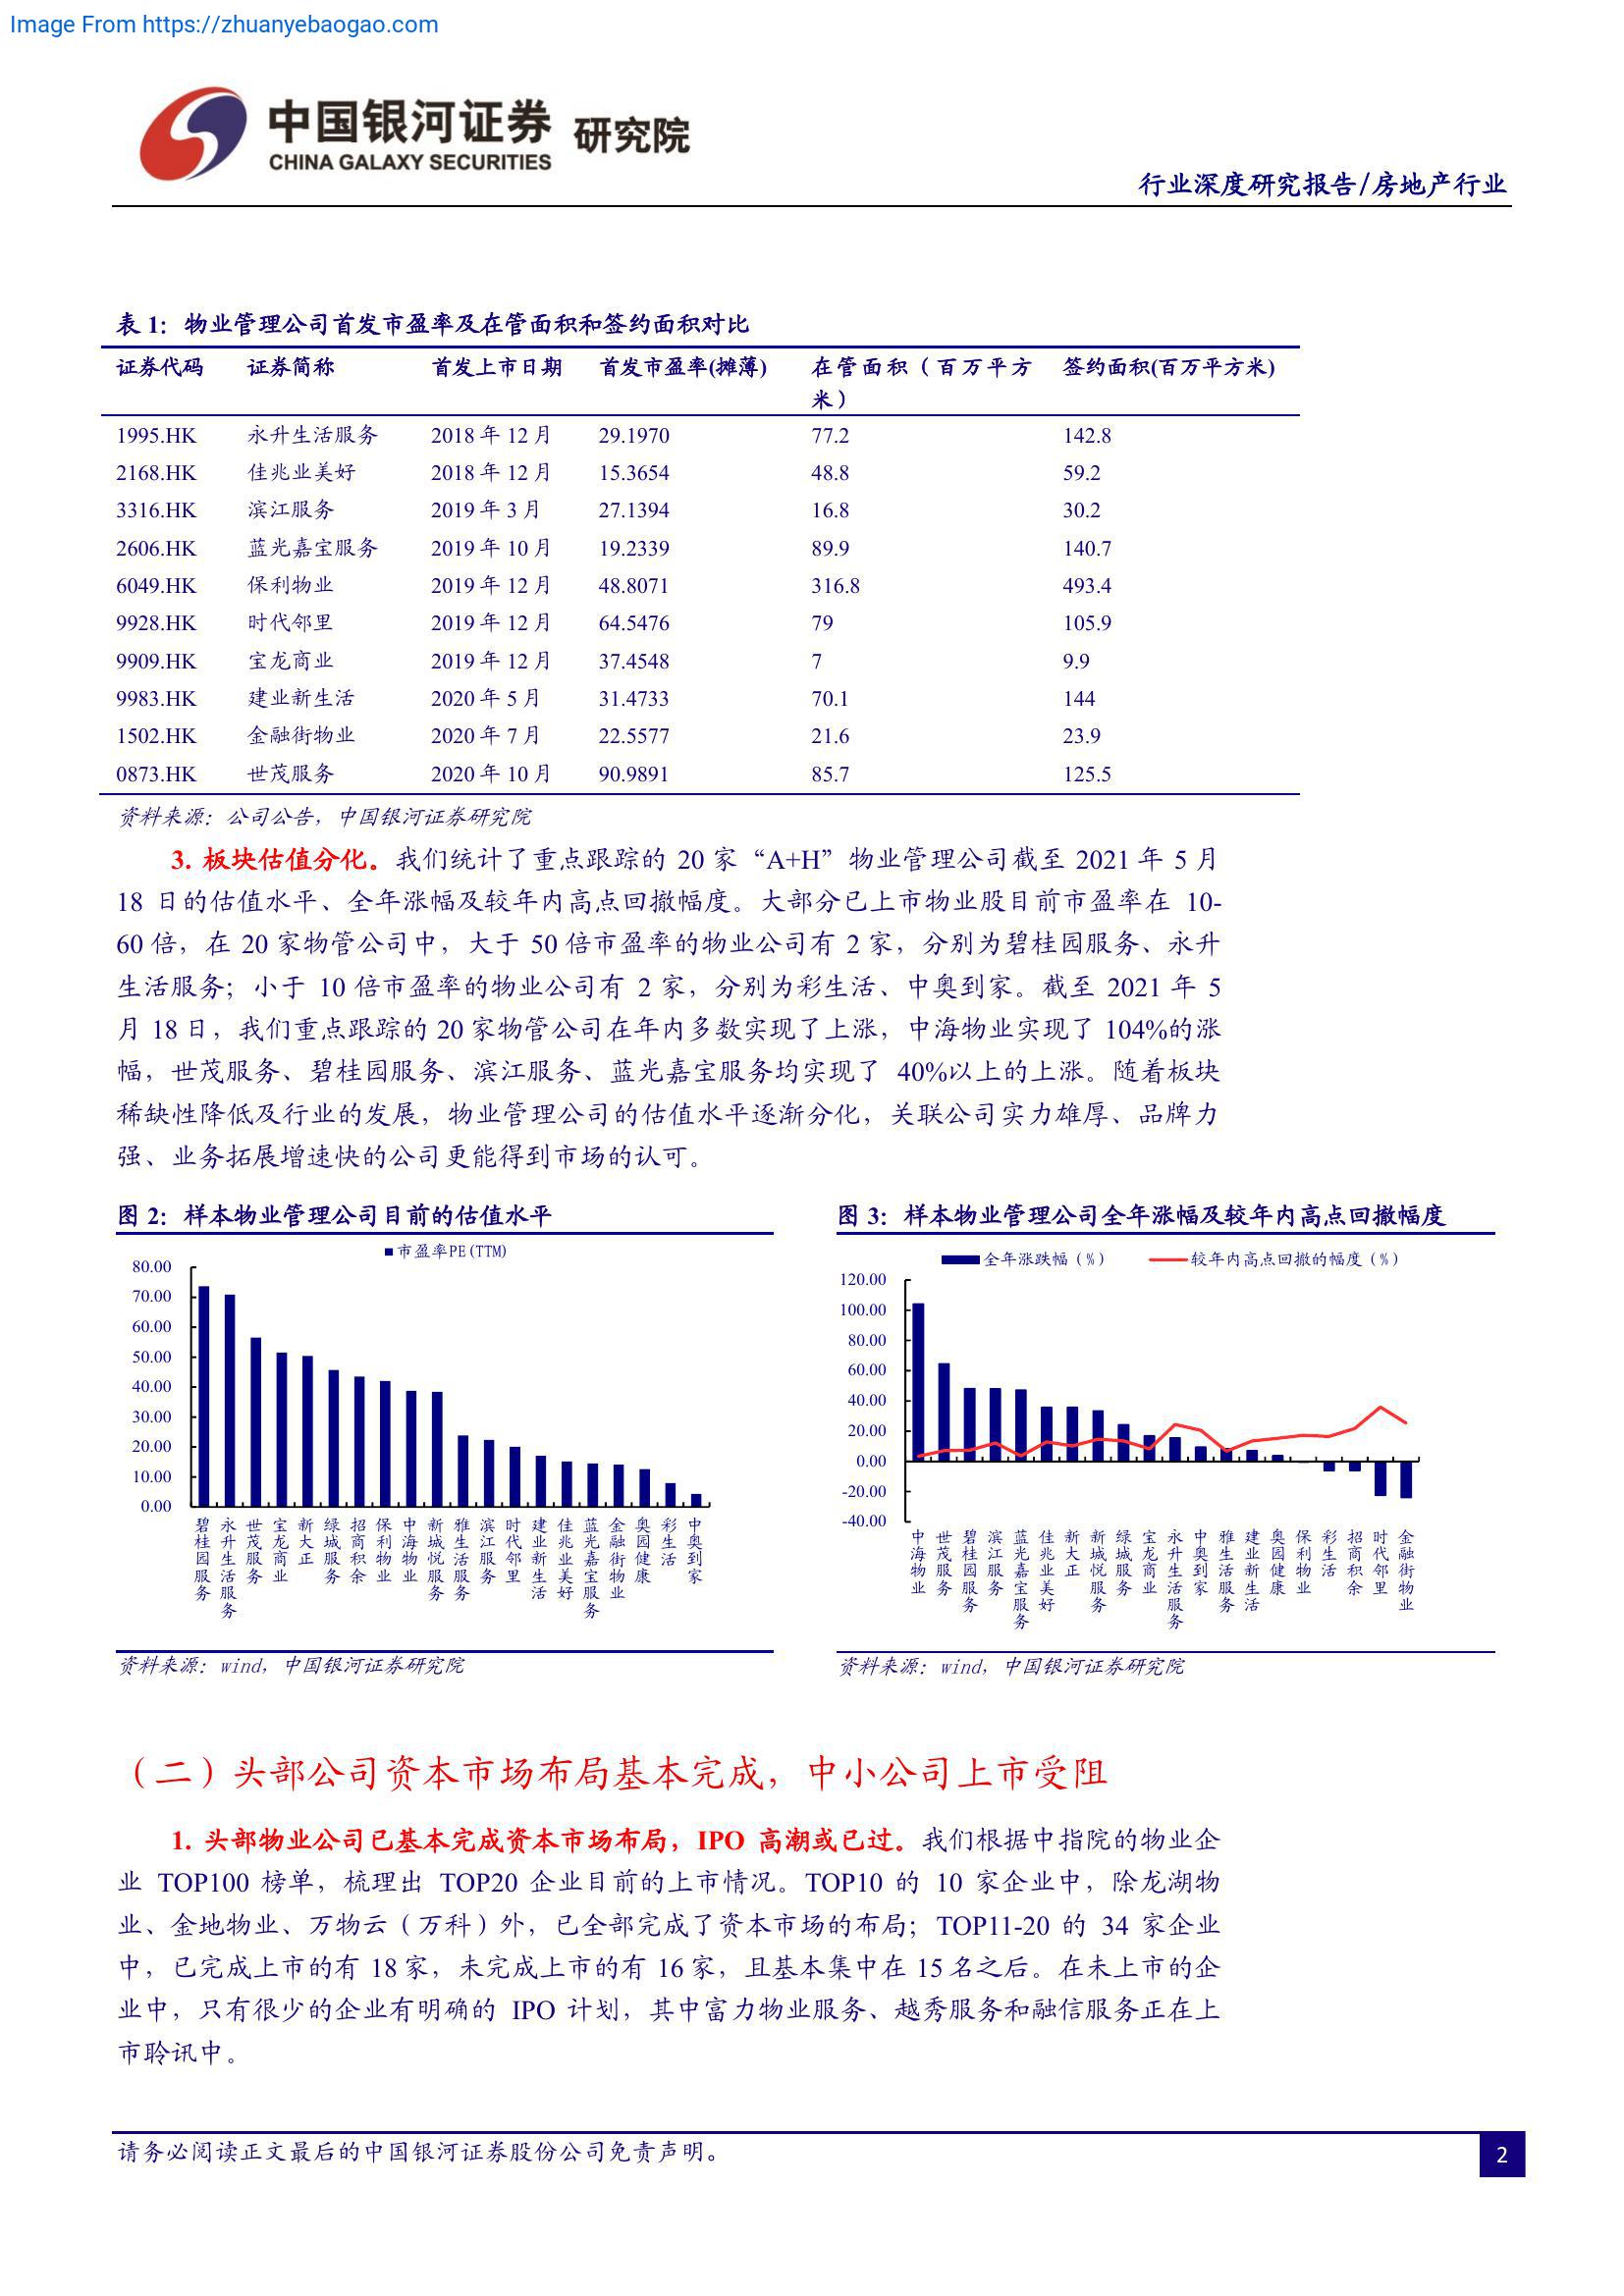 Image From https://zhuanyebaogao.com
中国银河证券 研究院
CHINA GALAXY SECURITIES
行业深度研究报告/房地产行业
表 1：物业管理公司首发市盈率及在管面积和签约面积对比
证券代码 证券简称 首发上市日期 首发市盈率(摊薄) 在管面积（百万平方米） 签约面积(百万平方米)
1995.HK 永升生活服务 2018 年 12 月 29.1970 77.2 142.8
2168.HK 佳兆业美好 2018 年 12 月 15.3654 48.8 59.2
3316.HK 滨江服务 2019 年 3 月 27.1394 16.8 30.2
2606.HK 蓝光嘉宝服务 2019 年 10 月 19.2339 89.9 140.7
6049.HK 保利物业 2019 年 12 月 48.8071 316.8 493.4
9928.HK 时代邻里 2019 年 12 月 64.5476 79 105.9
9909.HK 宝龙商业 2019 年 12 月 37.4548 7 9.9
9983.HK 建业新生活 2020 年 5 月 31.4733 70.1 144
1502.HK 金融街物业 2020 年 7 月 22.5577 21.6 23.9
0873.HK 世茂服务 2020 年 10 月 90.9891 85.7 125.5
资料来源：公司公告，中国银河证券研究院
3. 板块估值分化。我们统计了重点跟踪的 20 家“A+H”物业管理公司截至 2021 年 5 月
18 日的估值水平、全年涨幅及较年内高点回撤幅度。大部分已上市物业股目前市盈率在 10-
60 倍，在 20 家物管公司中，大于 50 倍市盈率的物业公司有 2 家，分别为碧桂园服务、永升
生活服务；小于 10 倍市盈率的物业公司有 2 家，分别为彩生活、中奥到家。截至 2021 年 5
月 18 日，我们重点跟踪的 20 家物管公司在年内多数实现了上涨，中海物业实现了 104%的涨
幅，世茂服务、碧桂园服务、滨江服务、蓝光嘉宝服务均实现了 40%以上的上涨。随着板块
稀缺性降低及行业的发展，物业管理公司的估值水平逐渐分化，关联公司实力雄厚、品牌力
强、业务拓展增速快的公司更能得到市场的认可。
图 2：样本物业管理公司目前的估值水平
市盈率PE(TTM)
80.00
70.00
60.00
50.00
40.00
30.00
20.00
10.00
0.00
碧桂园服务
永升生活服务
世茂服务
宝龙商业
新大正
绿城服务
招商积余
保利物业
中海物业
新城悦服务
雅生活服务
滨江服务
时代邻里
建业新生活
佳兆业美好
蓝光嘉宝服务
金融街物业
奥园健康
彩生活
中奥到家
资料来源：wind，中国银河证券研究院
图 3：样本物业管理公司全年涨幅及较年内高点回撤幅度
全年涨跌幅（%） 较年内高点回撤的幅度（%）
120.00
100.00
80.00
60.00
40.00
20.00
0.00
-20.00
-40.00
中海物业
世茂服务
碧桂园服务
滨江服务
蓝光嘉宝服务
佳兆业美好
新大正
新城悦服务
绿城服务
宝龙商业
永升生活服务
中奥到家
雅生活服务
建业新生活
奥园健康
保利物业
彩生活
招商积余
时代邻里
金融街物业
资料来源：wind，中国银河证券研究院
（二）头部公司资本市场布局基本完成，中小公司上市受阻
1. 头部物业公司已基本完成资本市场布局，IPO 高潮或已过。我们根据中指院的物业企
业 TOP100 榜单，梳理出 TOP20 企业目前的上市情况。TOP10 的 10 家企业中，除龙湖物
业、金地物业、万物云（万科）外，已全部完成了资本市场的布局；TOP11-20 的 34 家企业
中，已完成上市的有 18 家，未完成上市的有 16 家，且基本集中在 15 名之后。在未上市的企
业中，只有很少的企业有明确的 IPO 计划，其中富力物业服务、越秀服务和融信服务正在上
市聆讯中。
请务必阅读正文最后的中国银河证券股份公司免责声明。
2